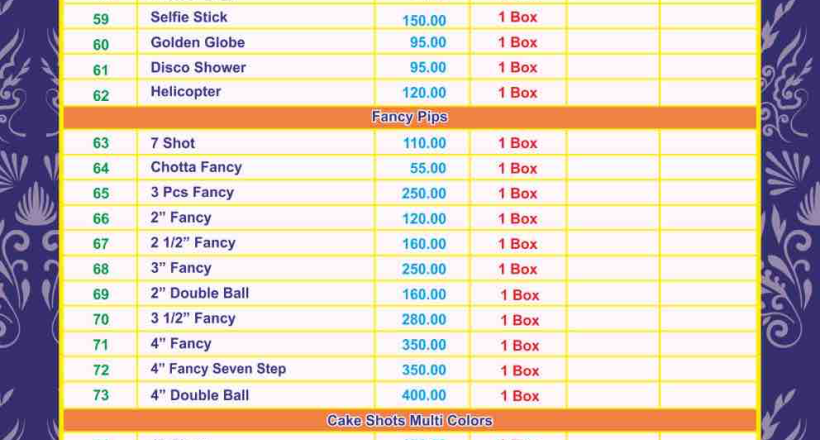 59 Selfie Stick 150.00 1 Box
60 Golden Globe 95.00 1 Box
61 Disco Shower 95.00 1 Box
62 Helicopter 120.00 1 Box
Fancy Pips
63 7 Shot 110.00 1 Box
64 Chotta Fancy 55.00 1 Box
65 3 Pcs Fancy 250.00 1 Box
66 2” Fancy 120.00 1 Box
67 2 1/2” Fancy 160.00 1 Box
68 3” Fancy 250.00 1 Box
69 2” Double Ball 160.00 1 Box
70 3 1/2” Fancy 280.00 1 Box
71 4” Fancy 350.00 1 Box
72 4” Fancy Seven Step 350.00 1 Box
73 4” Double Ball 400.00 1 Box
Cake Shots Multi Colors